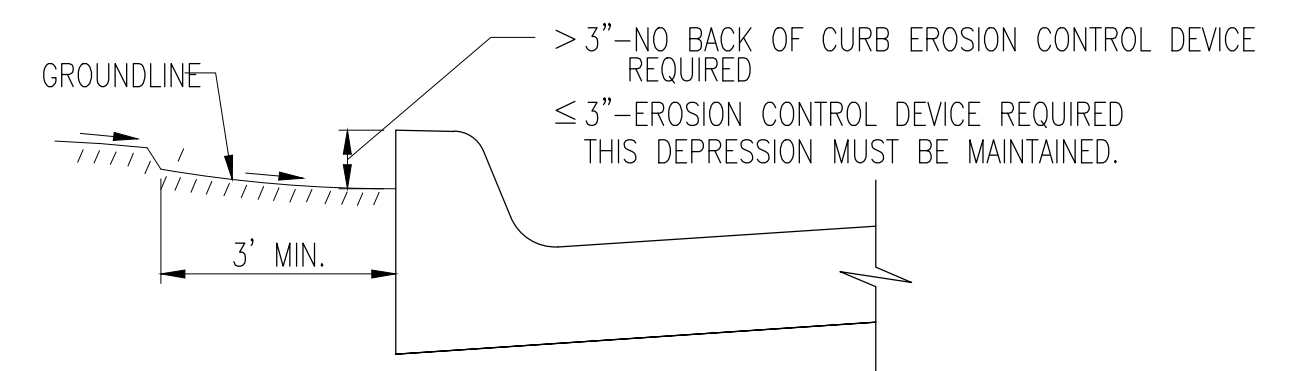 > 3"-NO BACK OF CURB EROSION CONTROL DEVICE
REQUIRED
GROUNDLINE
≤ 3"-EROSION CONTROL DEVICE REQUIRED
THIS DEPRESSION MUST BE MAINTAINED.
3' MIN.